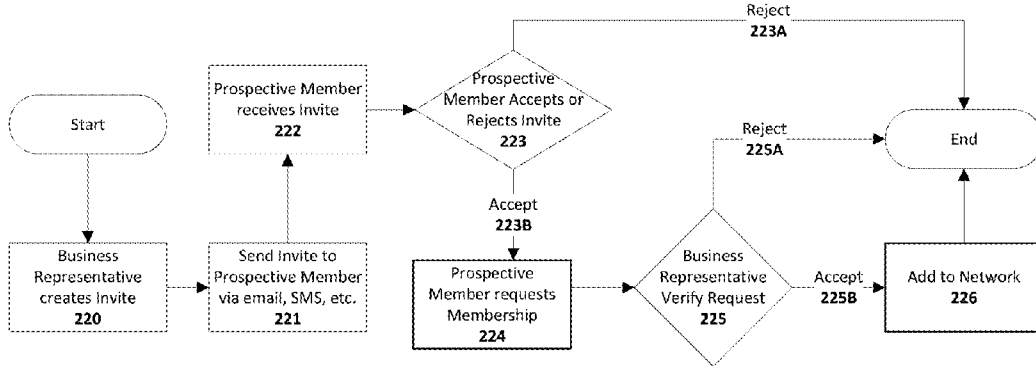 Start
Business
Representative
creates Invite
220
Send Invite to
Prospective Member
via email, SMS, etc.
221
Prospective Member
receives Invite
222
Prospective
Member Accepts or
Rejects Invite
223
Reject
223A
Accept
223B
Prospective
Member requests
Membership
224
Business
Representative
Verify Request
225
Reject
225A
Accept
225B
Add to Network
226
End